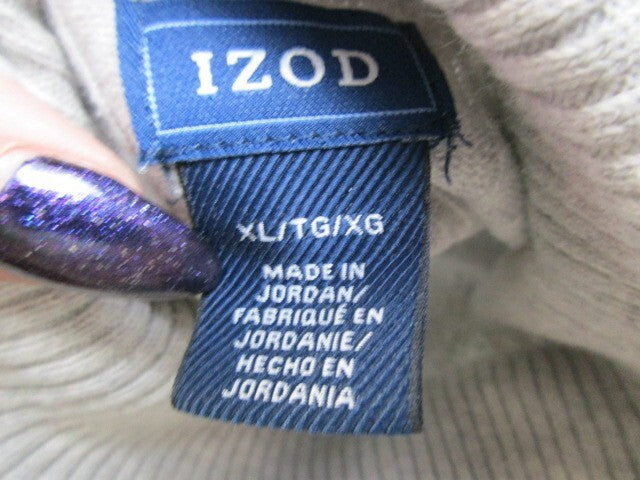 IZOD
XL/TG/XG
MADE IN
JORDAN/
FABRIQUÉ EN
JORDANIE/
HECHO EN
JORDANIA